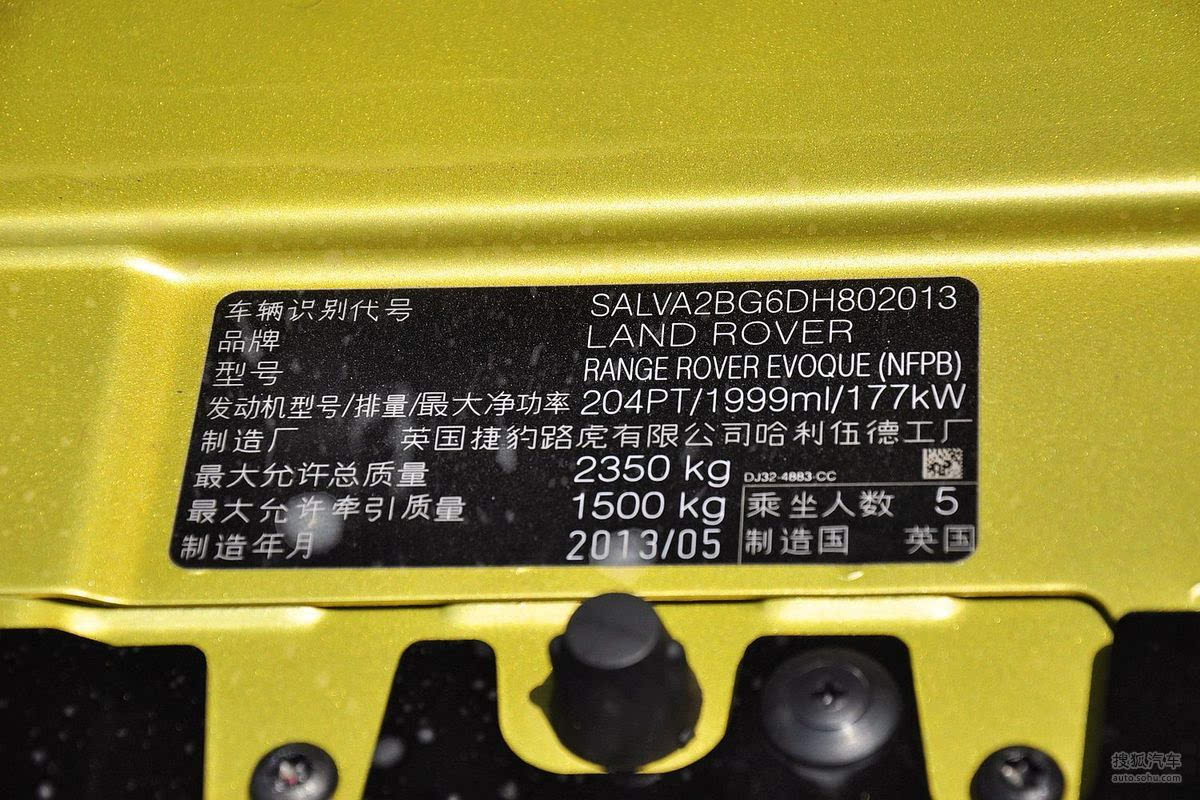 车辆识别代号 SALVA2BG6DH802013
品牌 LAND ROVER
型号 RANGE ROVER EVOQUE (NFPB)
发动机型号/排量/最大净功率 204PT/1999ml/177kW
制造厂 英国捷豹路虎有限公司哈利伍德工厂
最大允许总质量 2350 kg DJ32-4883-CC
最大允许牵引质量 1500 kg 乘坐人数 5
制造年月 2013/05 制造国 英国
搜狐汽车
auto.sohu.com